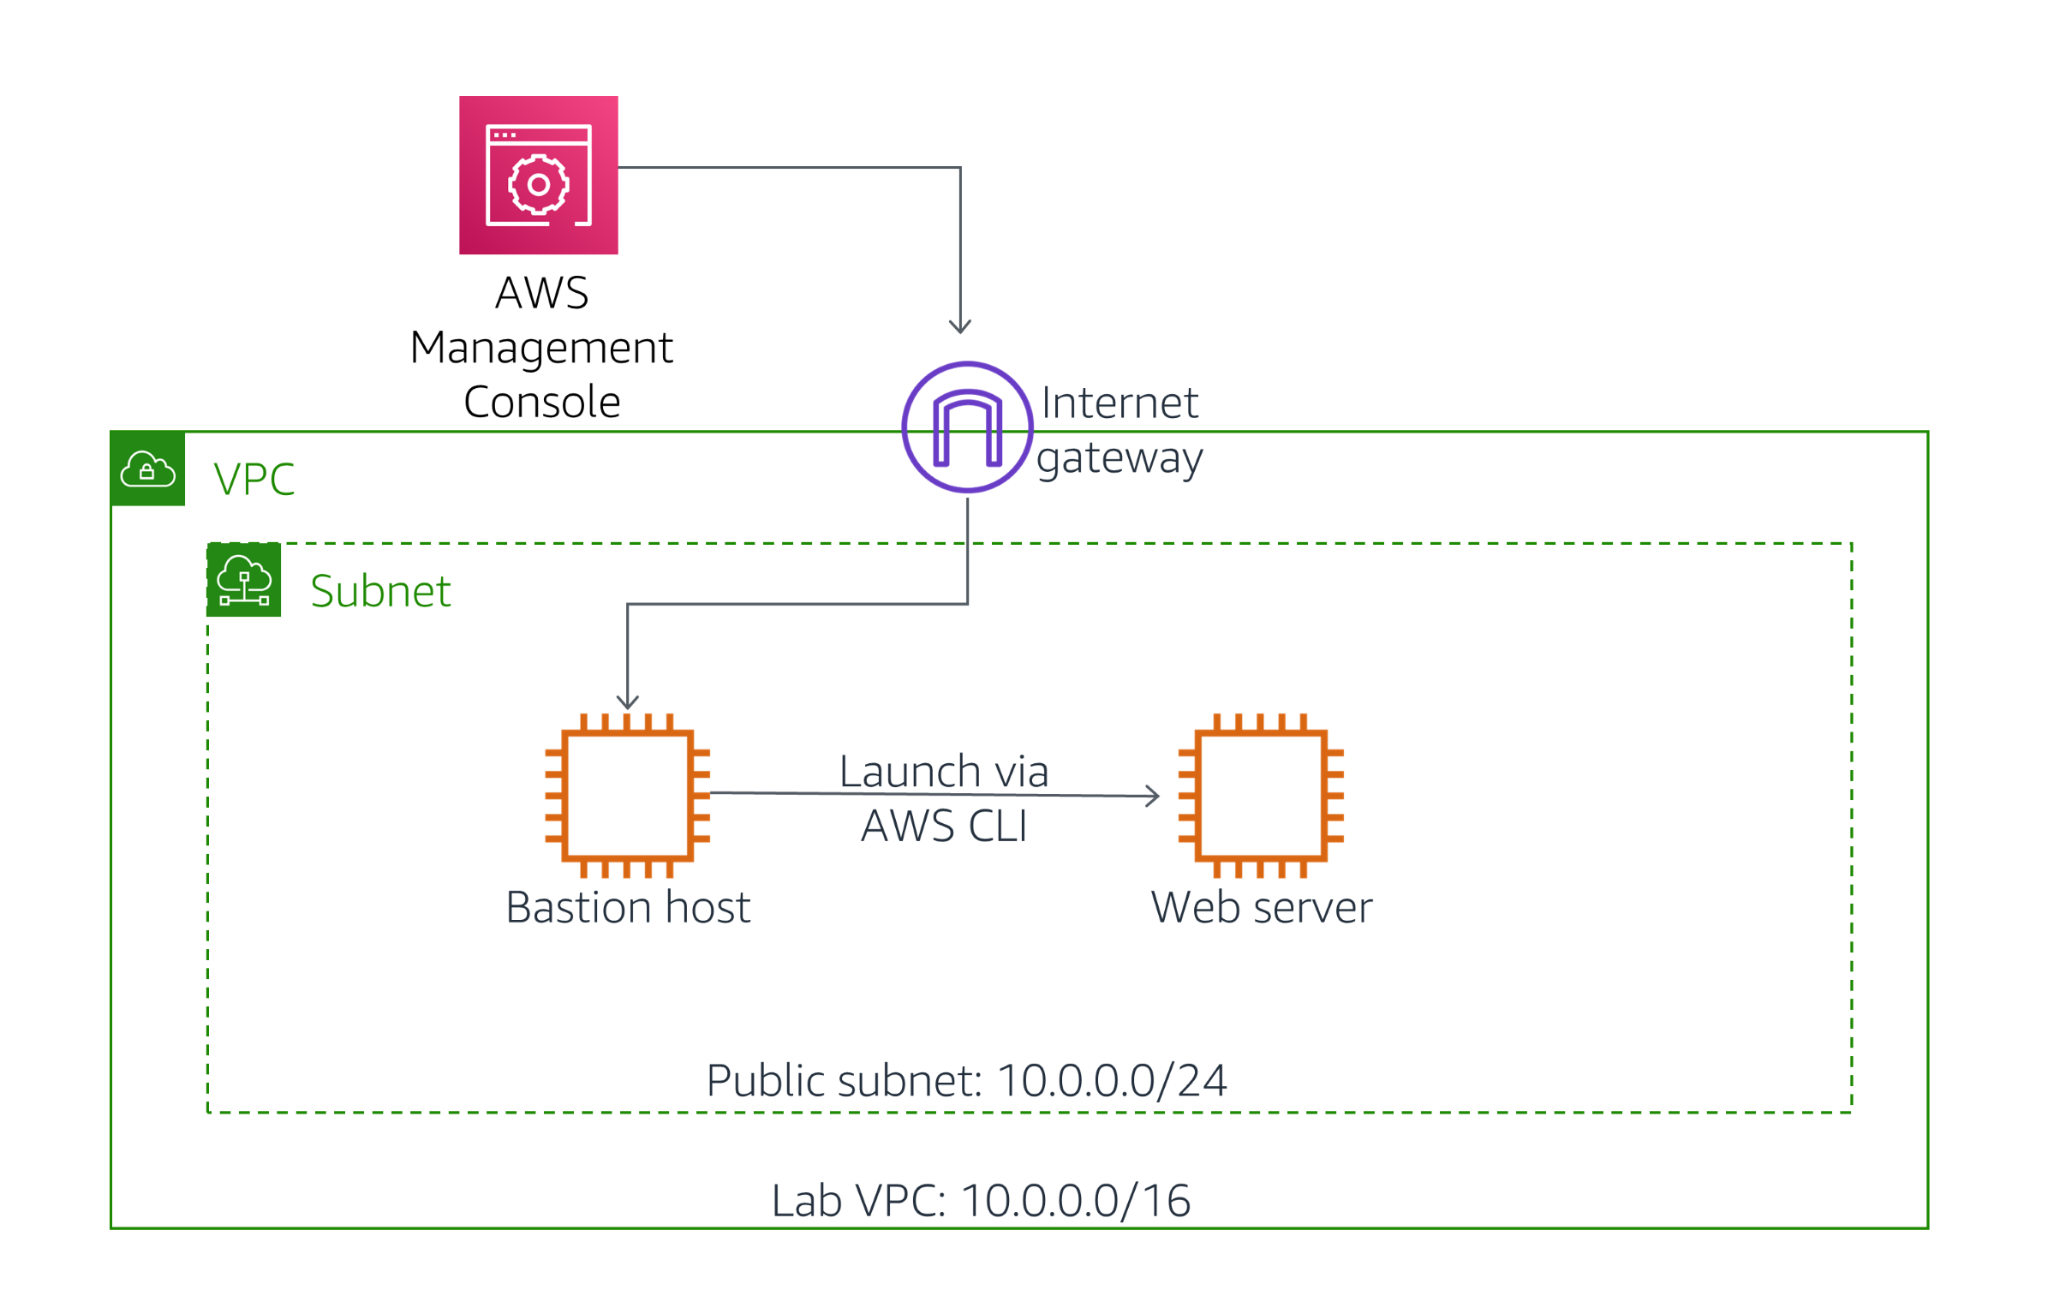 AWS
Management
Console
Internet
gateway
VPC
Subnet
Launch via
AWS CLI
Bastion host
Web server
Public subnet: 10.0.0.0/24
Lab VPC: 10.0.0.0/16